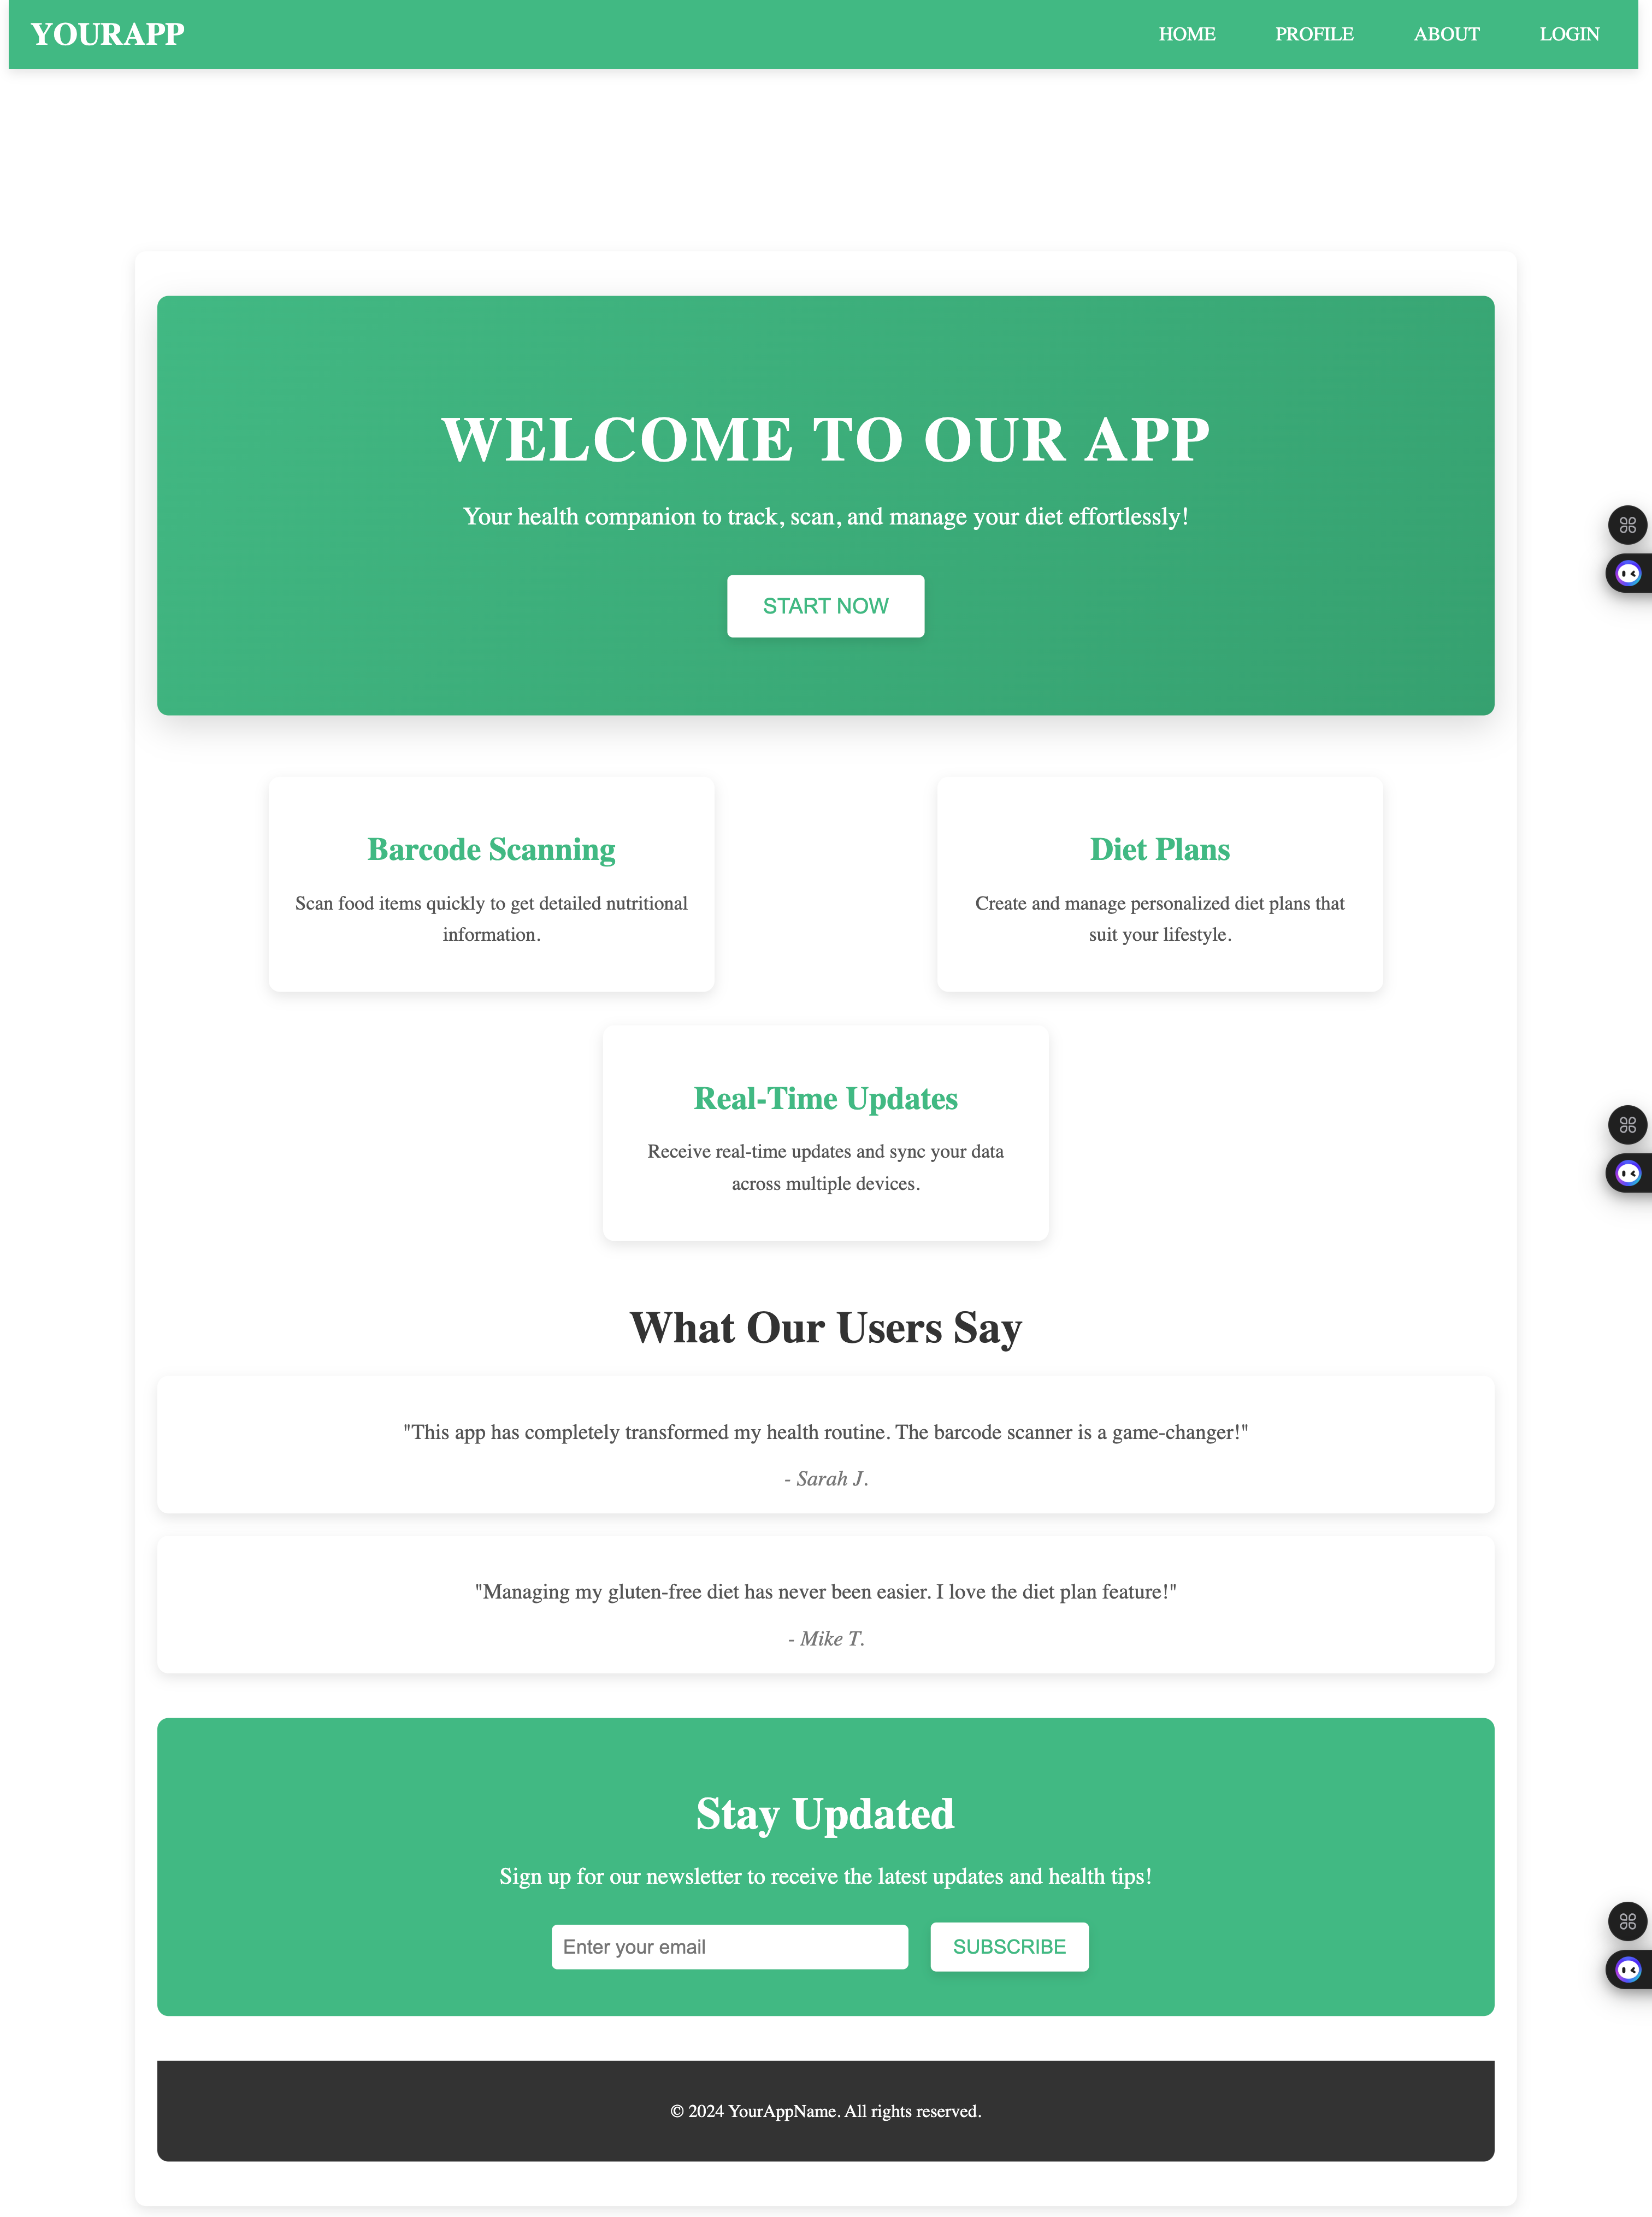 YOURAPP
HOME PROFILE ABOUT LOGIN
WELCOME TO OUR APP
Your health companion to track, scan, and manage your diet effortlessly!
START NOW
Barcode Scanning
Scan food items quickly to get detailed nutritional
information.
Diet Plans
Create and manage personalized diet plans that
suit your lifestyle.
Real-Time Updates
Receive real-time updates and sync your data
across multiple devices.
What Our Users Say
"This app has completely transformed my health routine. The barcode scanner is a game-changer!"
- Sarah J.
"Managing my gluten-free diet has never been easier. I love the diet plan feature!"
- Mike T.
Stay Updated
Sign up for our newsletter to receive the latest updates and health tips!
Enter your email
SUBSCRIBE
© 2024 YourAppName. All rights reserved.